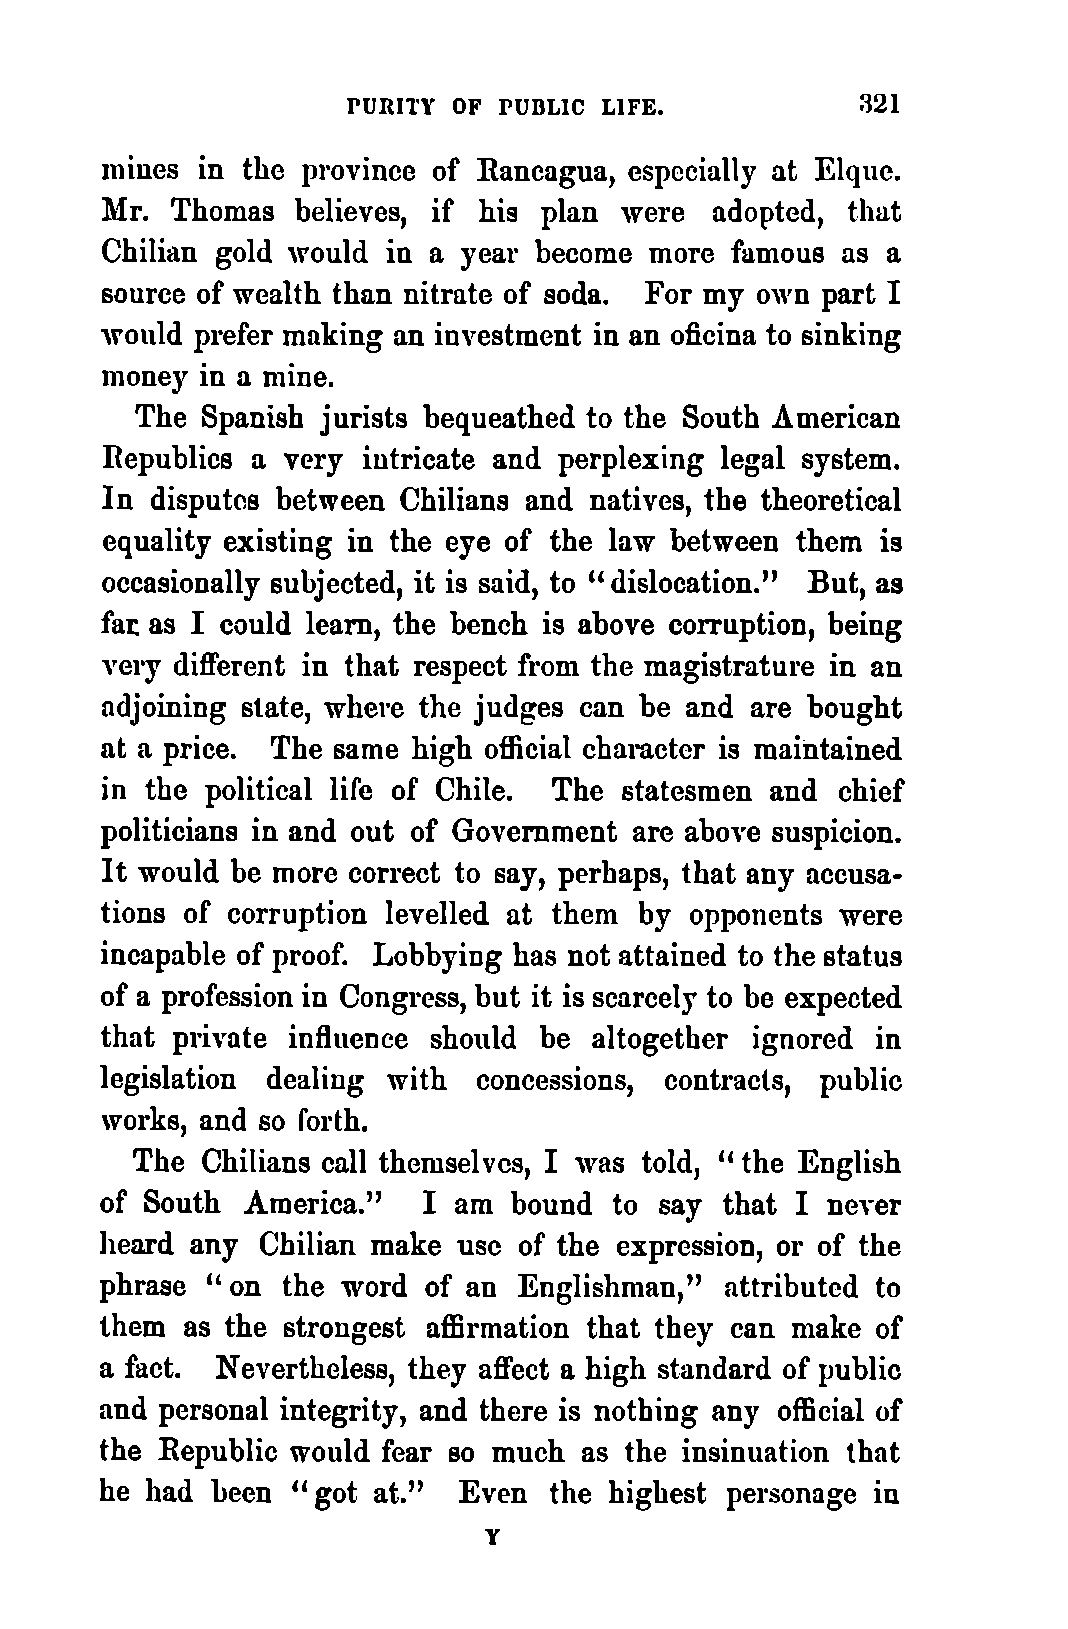 PURITY OF PUBLIC LIFE. 321
mines in the province of Rancagua, especially at Elque.
Mr. Thomas believes, if his plan were adopted, that
Chilian gold would in a year become more famous as a
source of wealth than nitrate of soda. For my own part I
would prefer making an investment in an oficina to sinking
money in a mine.
The Spanish jurists bequeathed to the South American
Republics a very intricate and perplexing legal system.
In disputes between Chilians and natives, the theoretical
equality existing in the eye of the law between them is
occasionally subjected, it is said, to "dislocation." But, as
far as I could learn, the bench is above corruption, being
very different in that respect from the magistrature in an
adjoining state, where the judges can be and are bought
at a price. The same high official character is maintained
in the political life of Chile. The statesmen and chief
politicians in and out of Government are above suspicion.
It would be more correct to say, perhaps, that any accusa-
tions of corruption levelled at them by opponents were
incapable of proof. Lobbying has not attained to the status
of a profession in Congress, but it is scarcely to be expected
that private influence should be altogether ignored in
legislation dealing with concessions, contracts, public
works, and so forth.
The Chilians call themselves, I was told, "the English
of South America." I am bound to say that I never
heard any Chilian make use of the expression, or of the
phrase "on the word of an Englishman," attributed to
them as the strongest affirmation that they can make of
a fact. Nevertheless, they affect a high standard of public
and personal integrity, and there is nothing any official of
the Republic would fear so much as the insinuation that
he had been "got at." Even the highest personage in
Y